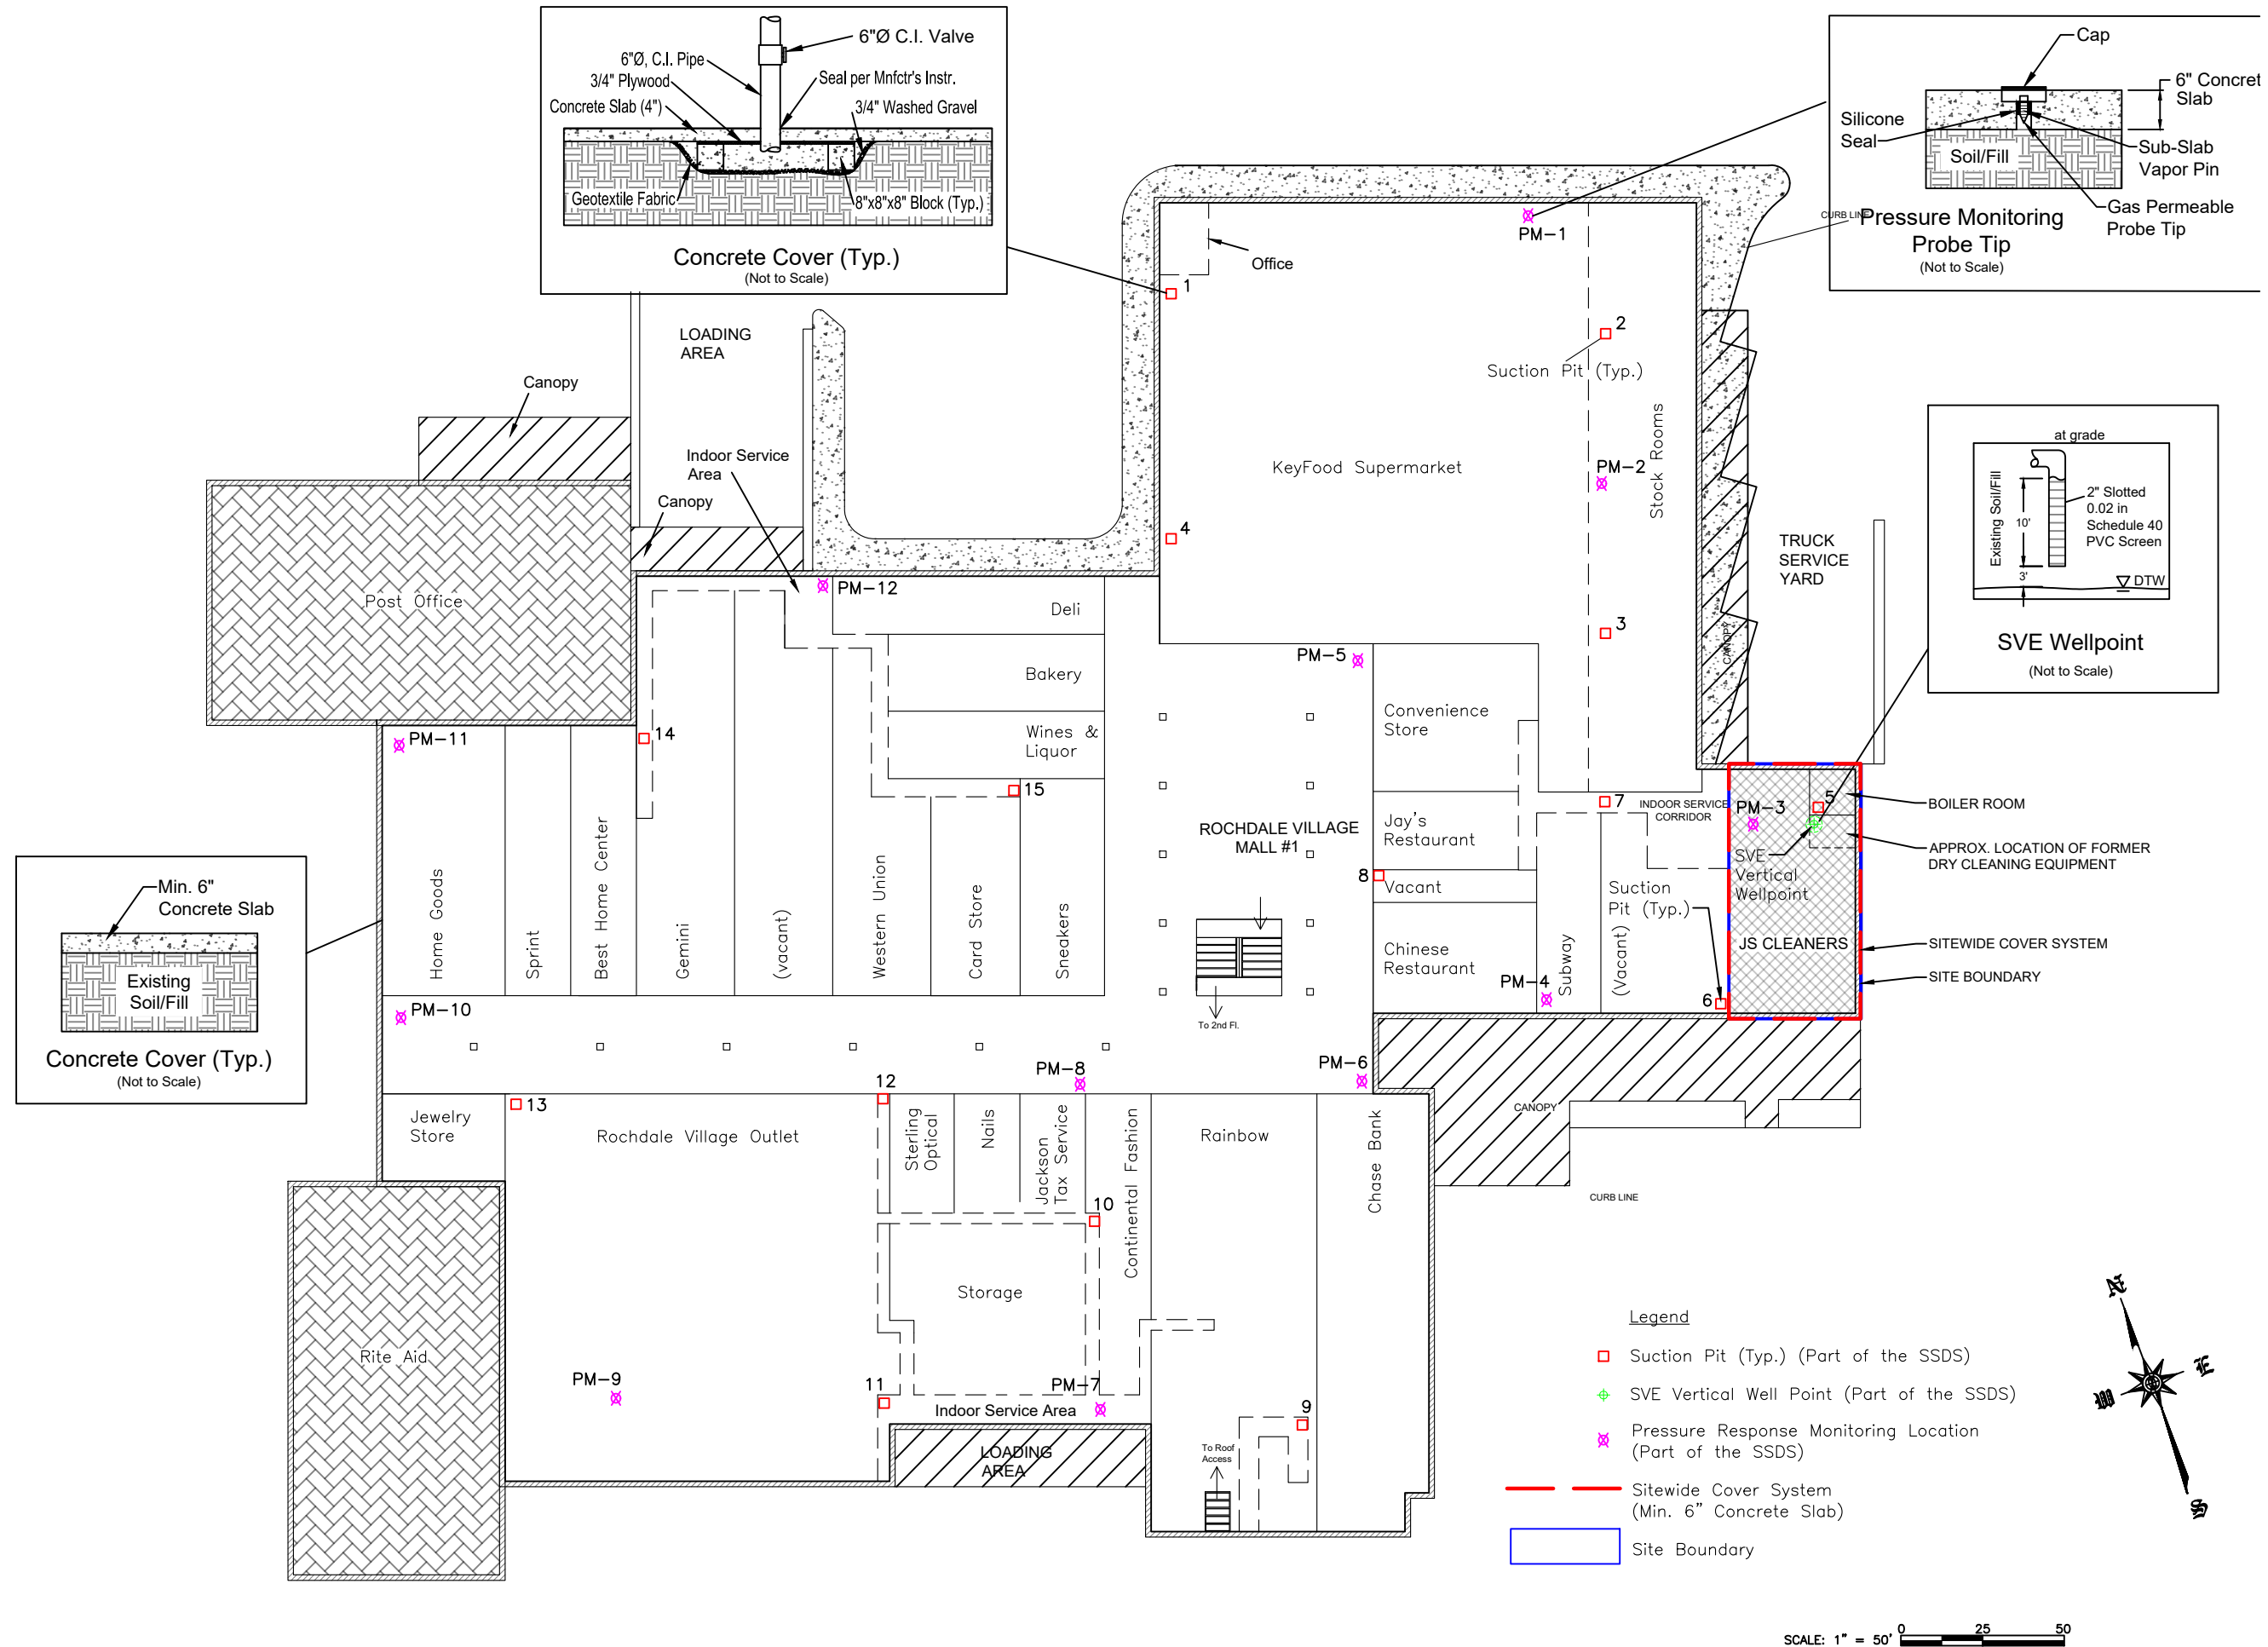 6"Ø C.I. Valve
6"Ø, C.I. Pipe
3/4" Plywood
Concrete Slab (4")
Seal per Mnfctr's Instr.
3/4" Washed Gravel
Geotextile Fabric
8"x8"x8" Block (Typ.)
Concrete Cover (Typ.)
(Not to Scale)
Cap
6" Concret
Slab
Silicone
Seal
Soil/Fill
Sub-Slab
Vapor Pin
Gas Permeable
Probe Tip
Pressure Monitoring
Probe Tip
(Not to Scale)
CURB LINE
PM-1
Office
1
2
Suction Pit (Typ.)
LOADING
AREA
Canopy
Indoor Service
Area
Canopy
KeyFood Supermarket
PM-2
Stock Rooms
4
3
TRUCK
SERVICE
YARD
CANOPY
at grade
Existing Soil/Fill
10'
3'
2" Slotted
0.02 in
Schedule 40
PVC Screen
DTW
SVE Wellpoint
(Not to Scale)
Post Office
PM-12
Deli
Bakery
Wines &
Liquor
PM-5
Convenience
Store
PM-11
14
15
7
INDOOR SERVICE
CORRIDOR
PM-3
5
BOILER ROOM
ROCHDALE VILLAGE
MALL #1
Jay's
Restaurant
APPROX. LOCATION OF FORMER
DRY CLEANING EQUIPMENT
SVE
Vertical
Wellpoint
8
Vacant
Suction
Pit (Typ.)
Min. 6"
Concrete Slab
Existing
Soil/Fill
Concrete Cover (Typ.)
(Not to Scale)
Home Goods
Sprint
Best Home Center
Gemini
(vacant)
Western Union
Card Store
Sneakers
Chinese
Restaurant
Subway
(Vacant)
JS CLEANERS
SITEWIDE COVER SYSTEM
SITE BOUNDARY
PM-4
6
PM-10
To 2nd Fl.
PM-8
PM-6
12
13
Jewelry
Store
Rochdale Village Outlet
Sterling
Optical
Nails
Jackson
Tax Service
Continental Fashion
Rainbow
Chase Bank
CANOPY
CURB LINE
10
Storage
Rite Aid
PM-9
11
PM-7
Indoor Service Area
9
LOADING
AREA
To Roof
Access
N
E
W
S
Legend
Suction Pit (Typ.) (Part of the SSDS)
SVE Vertical Well Point (Part of the SSDS)
Pressure Response Monitoring Location
(Part of the SSDS)
Sitewide Cover System
(Min. 6" Concrete Slab)
Site Boundary
SCALE: 1" = 50'
0 25 50